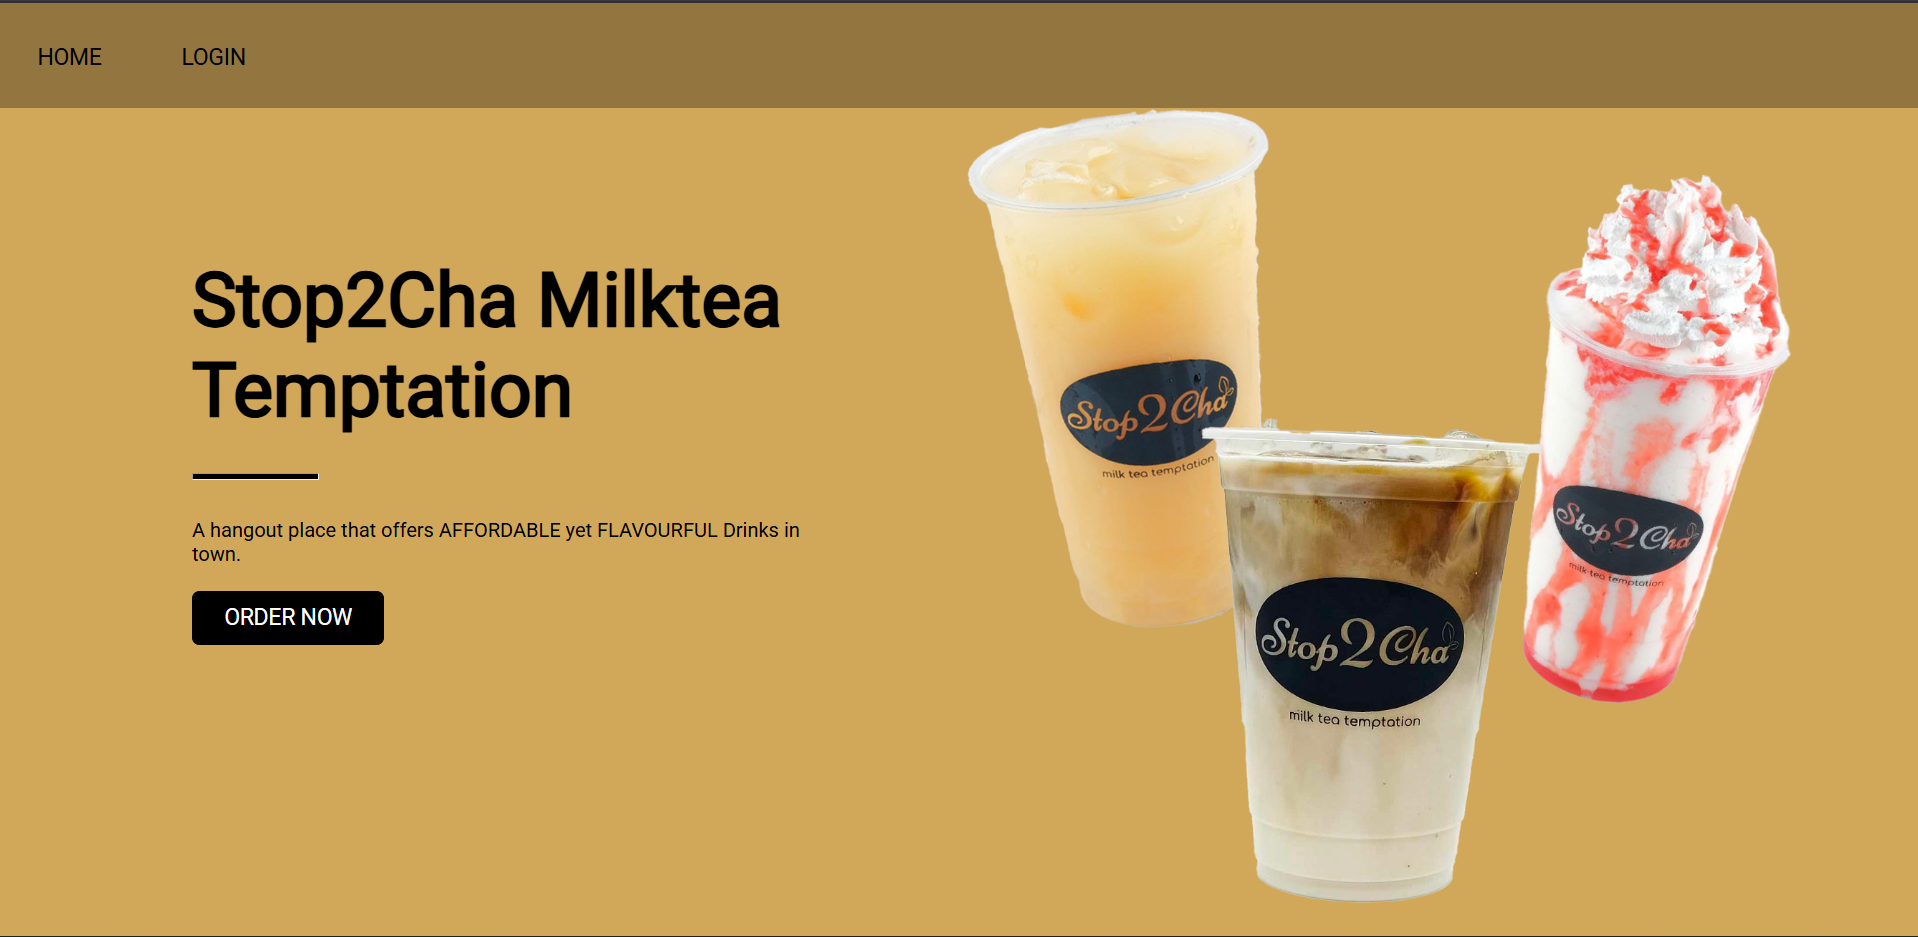 HOME
LOGIN
Stop2Cha Milktea
Temptation
A hangout place that offers AFFORDABLE yet FLAVOURFUL Drinks in
town.
ORDER NOW
Stop2Cha
milk tea temptation
Stop2Cha
milk tea temptation
Stop2Cha
milk tea temptation